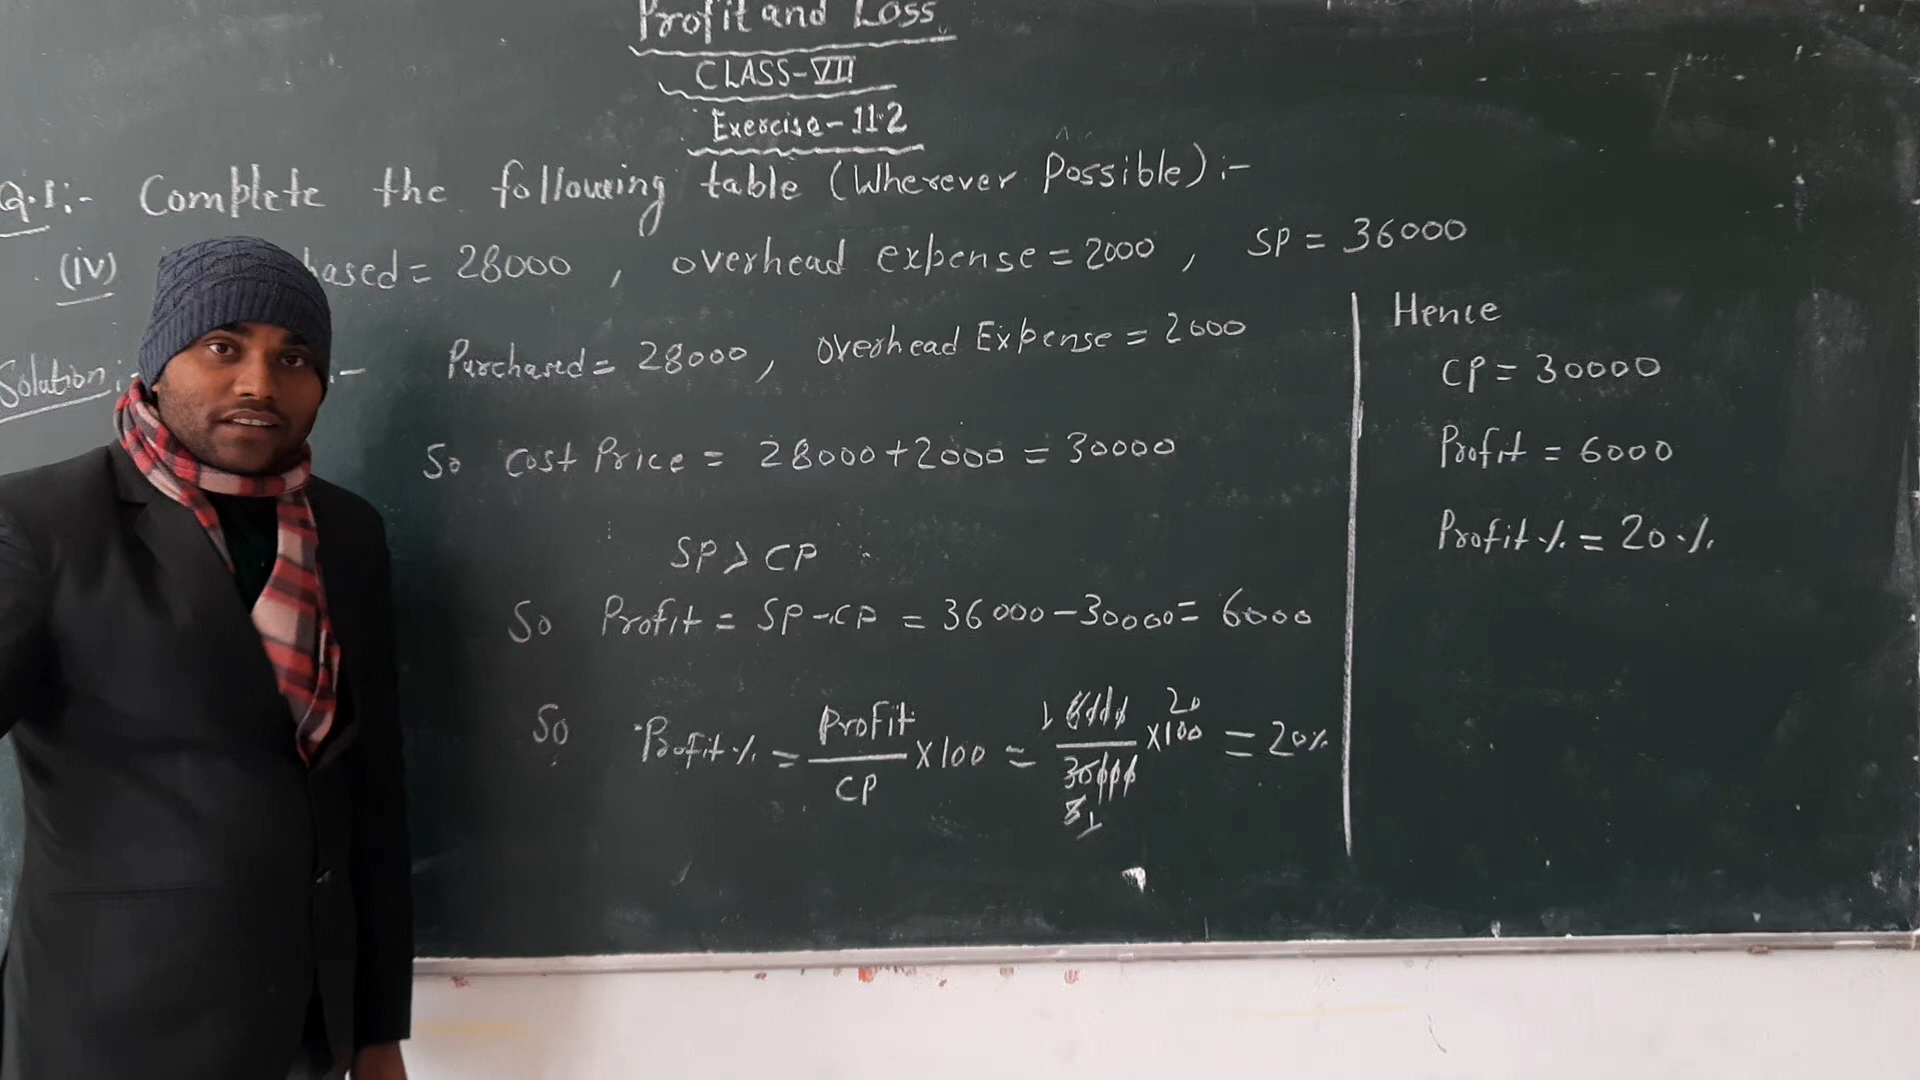 Profit and Loss
CLASS-VII
Exercise-11.2
Q.1:- Complete the following table (Wherever Possible):-
(iv) hased = 28000 , overhead expense = 2000 , SP = 36000
Solution:- :- Purchased = 28000, overhead Expense = 2000
So Cost Price = 28000+2000 = 30000
SP > CP
So Profit = SP-CP = 36000-30000 = 6000
So Profit % = Profit/CP X100 = 6000/30000 X100 = 20%
Hence
CP = 30000
Profit = 6000
Profit % = 20 %